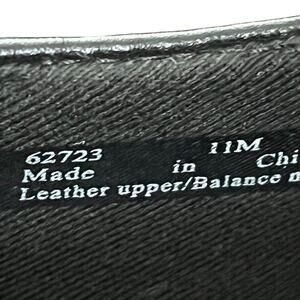 62723 11M
Made in Chi
Leather upper/Balance m